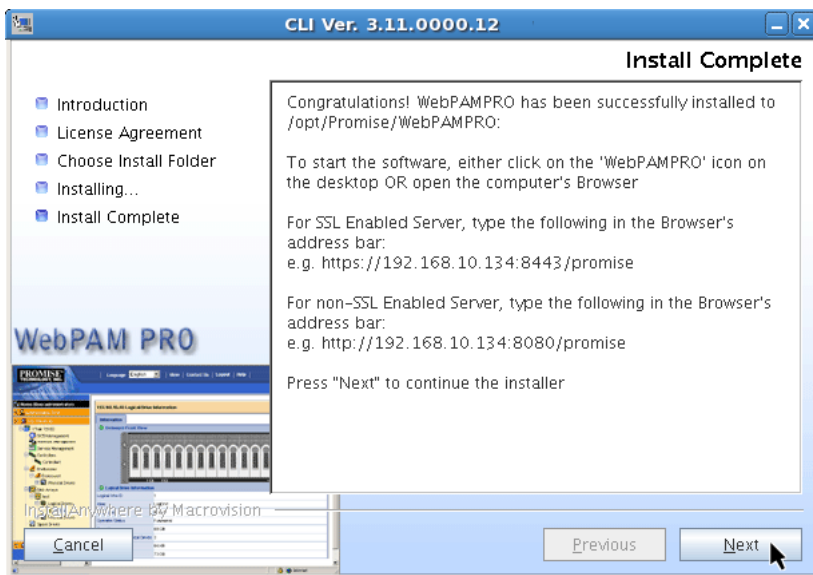 CLI Ver. 3.11.0000.12
Install Complete
Introduction
License Agreement
Choose Install Folder
Installing...
Install Complete
Congratulations! WebPAMPRO has been successfully installed to
/opt/Promise/WebPAMPRO:
To start the software, either click on the 'WebPAMPRO' icon on
the desktop OR open the computer's Browser
For SSL Enabled Server, type the following in the Browser's
address bar:
e.g. https://192.168.10.134:8443/promise
For non-SSL Enabled Server, type the following in the Browser's
address bar:
e.g. http://192.168.10.134:8080/promise
Press "Next" to continue the installer
WebPAM PRO
PROMISE
InstallAnywhere by Macrovision
Cancel
Previous
Next